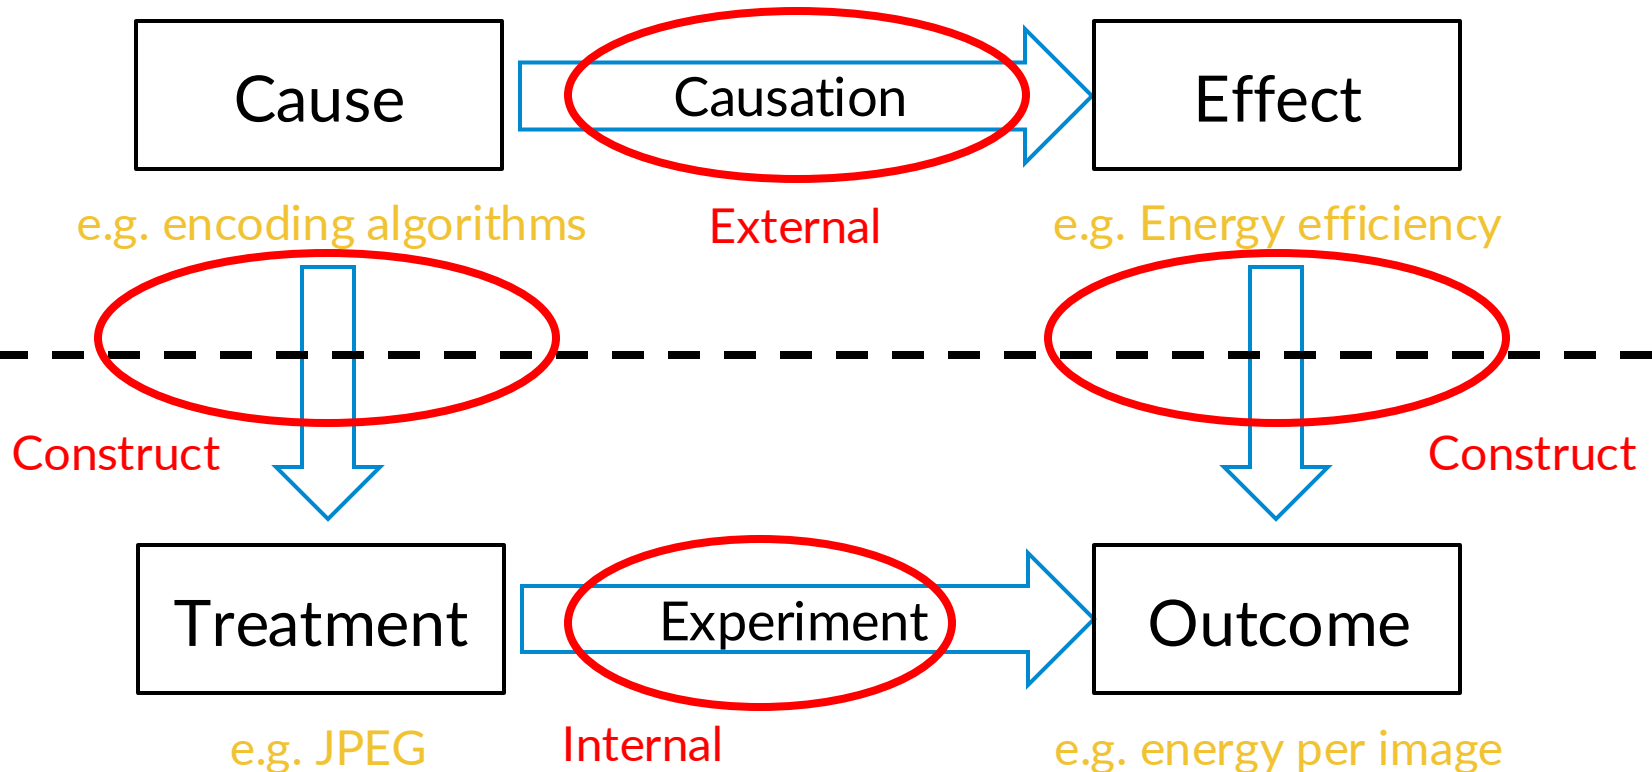 Cause
Causation
Effect
e.g. encoding algorithms
External
e.g. Energy efficiency
Construct
Construct
Treatment
Experiment
Outcome
e.g. JPEG
Internal
e.g. energy per image